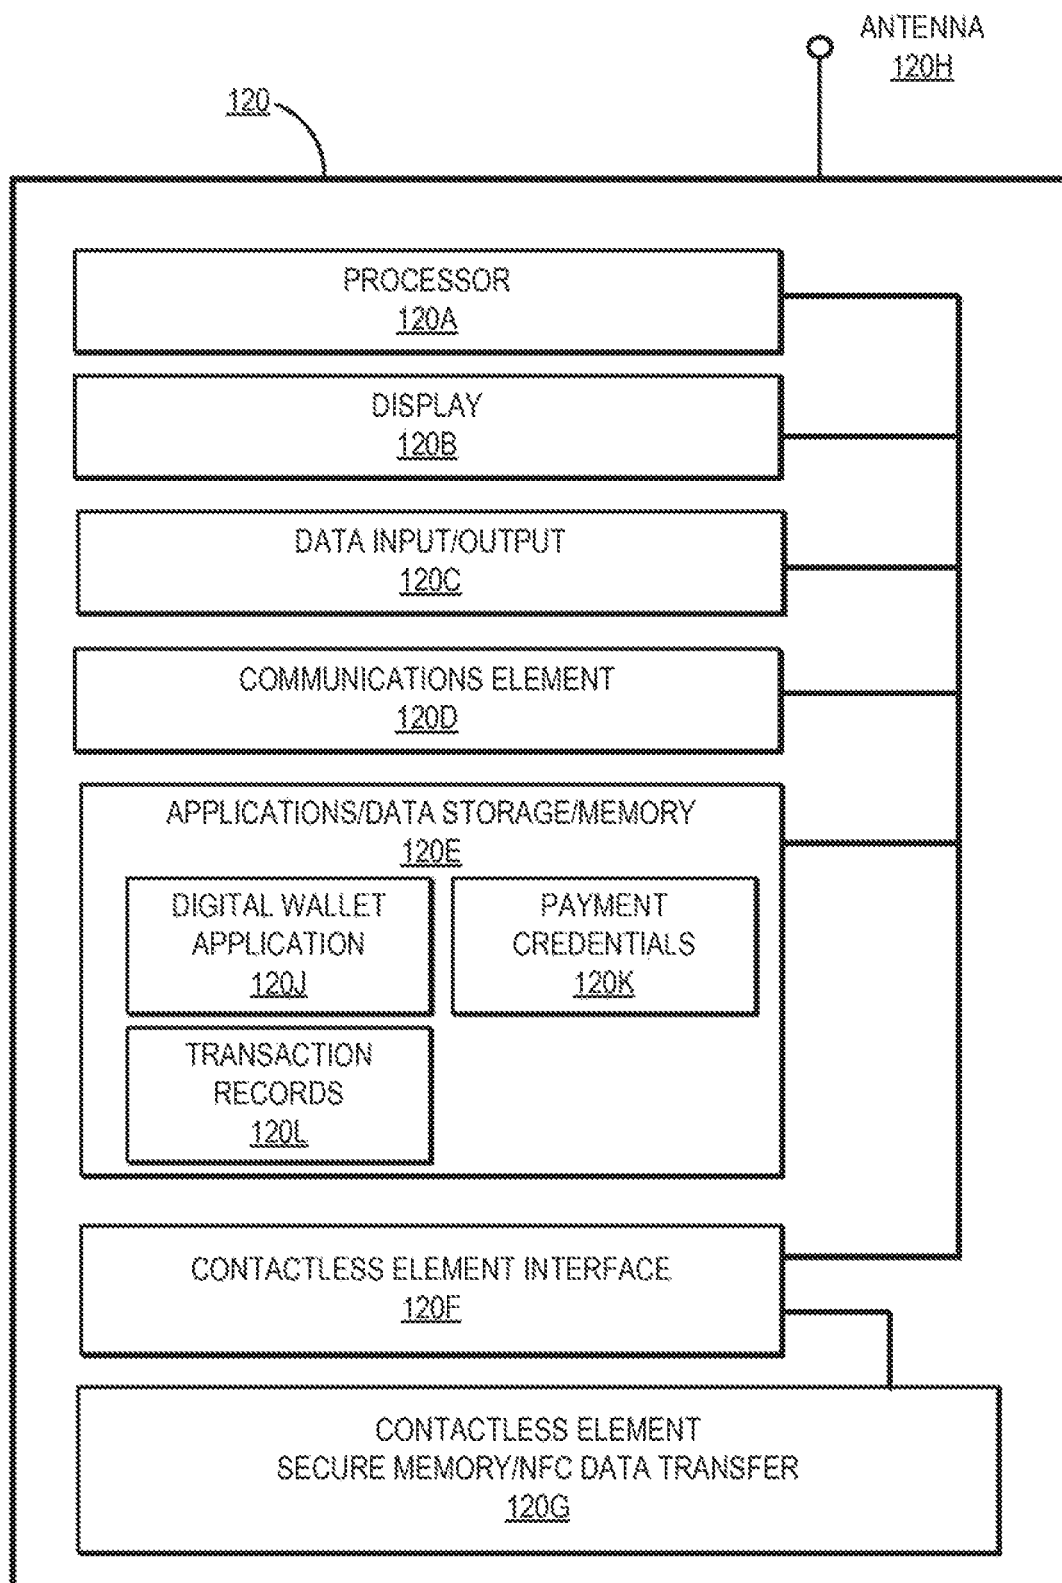 ANTENNA
120H
120
PROCESSOR
120A
DISPLAY
120B
DATA INPUT/OUTPUT
120C
COMMUNICATIONS ELEMENT
120D
APPLICATIONS/DATA STORAGE/MEMORY
120E
DIGITAL WALLET
APPLICATION
120J
PAYMENT
CREDENTIALS
120K
TRANSACTION
RECORDS
120L
CONTACTLESS ELEMENT INTERFACE
120F
CONTACTLESS ELEMENT
SECURE MEMORY/NFC DATA TRANSFER
120G